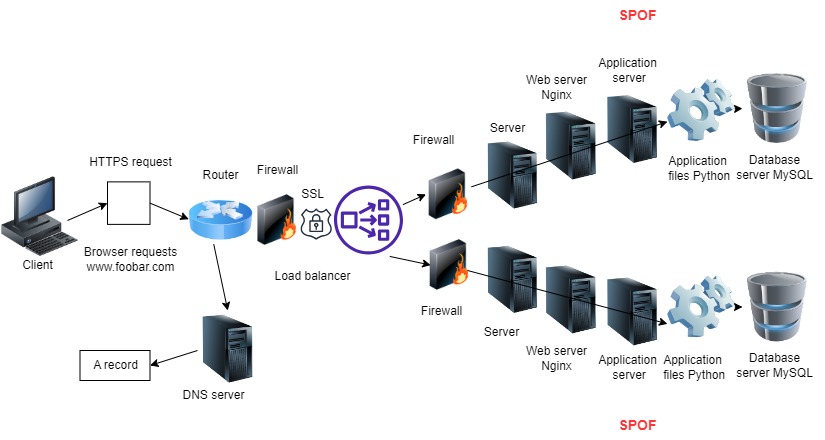 SPOF
Application
server
Web server
Nginx
Server
Firewall
Application
files Python
Database
server MySQL
HTTPS request
Router
Firewall
SSL
Client
Browser requests
www.foobar.com
Load balancer
Firewall
Server
Web server
Nginx
Application
server
Application
files Python
Database
server MySQL
A record
DNS server
SPOF